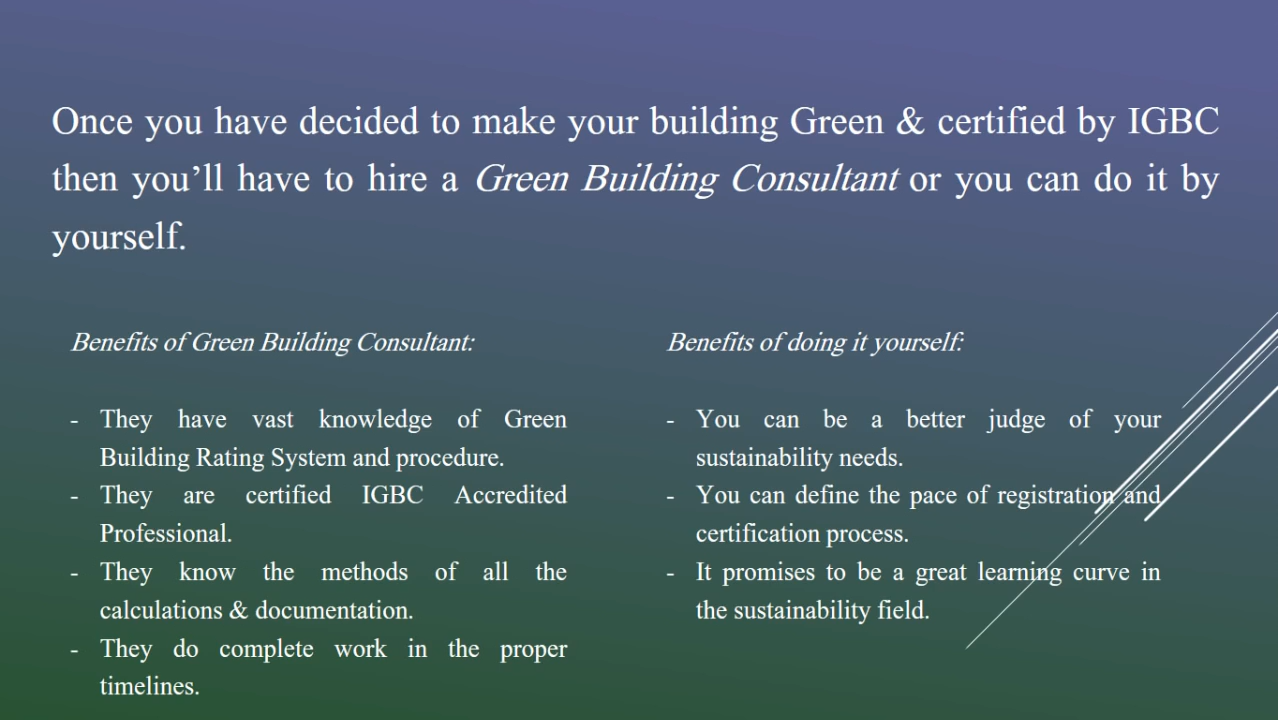 Once you have decided to make your building Green & certified by IGBC
then you’ll have to hire a Green Building Consultant or you can do it by
yourself.
Benefits of Green Building Consultant:
- They have vast knowledge of Green
Building Rating System and procedure.
- They are certified IGBC Accredited
Professional.
- They know the methods of all the
calculations & documentation.
- They do complete work in the proper
timelines.
Benefits of doing it yourself:
- You can be a better judge of your
sustainability needs.
- You can define the pace of registration and
certification process.
- It promises to be a great learning curve in
the sustainability field.